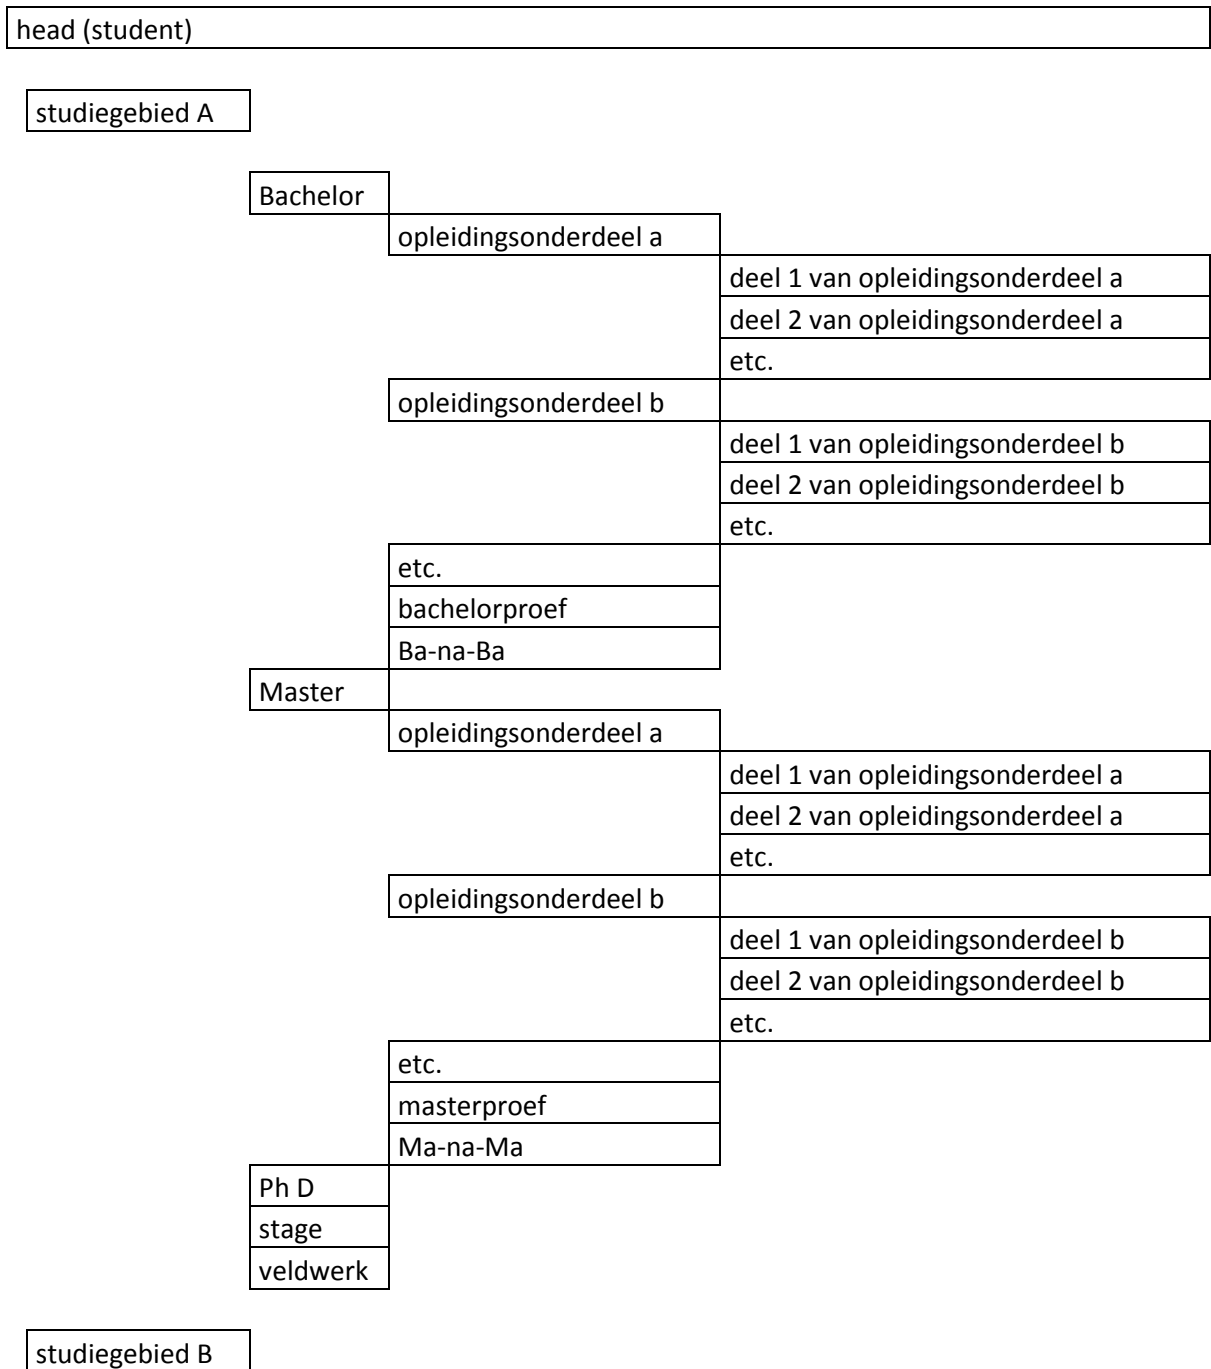 head (student)
studiegebied A
Bachelor
opleidingsonderdeel a
deel 1 van opleidingsonderdeel a
deel 2 van opleidingsonderdeel a
etc.
opleidingsonderdeel b
deel 1 van opleidingsonderdeel b
deel 2 van opleidingsonderdeel b
etc.
etc.
bachelorproef
Ba-na-Ba
Master
opleidingsonderdeel a
deel 1 van opleidingsonderdeel a
deel 2 van opleidingsonderdeel a
etc.
opleidingsonderdeel b
deel 1 van opleidingsonderdeel b
deel 2 van opleidingsonderdeel b
etc.
etc.
masterproef
Ma-na-Ma
Ph D
stage
veldwerk
studiegebied B